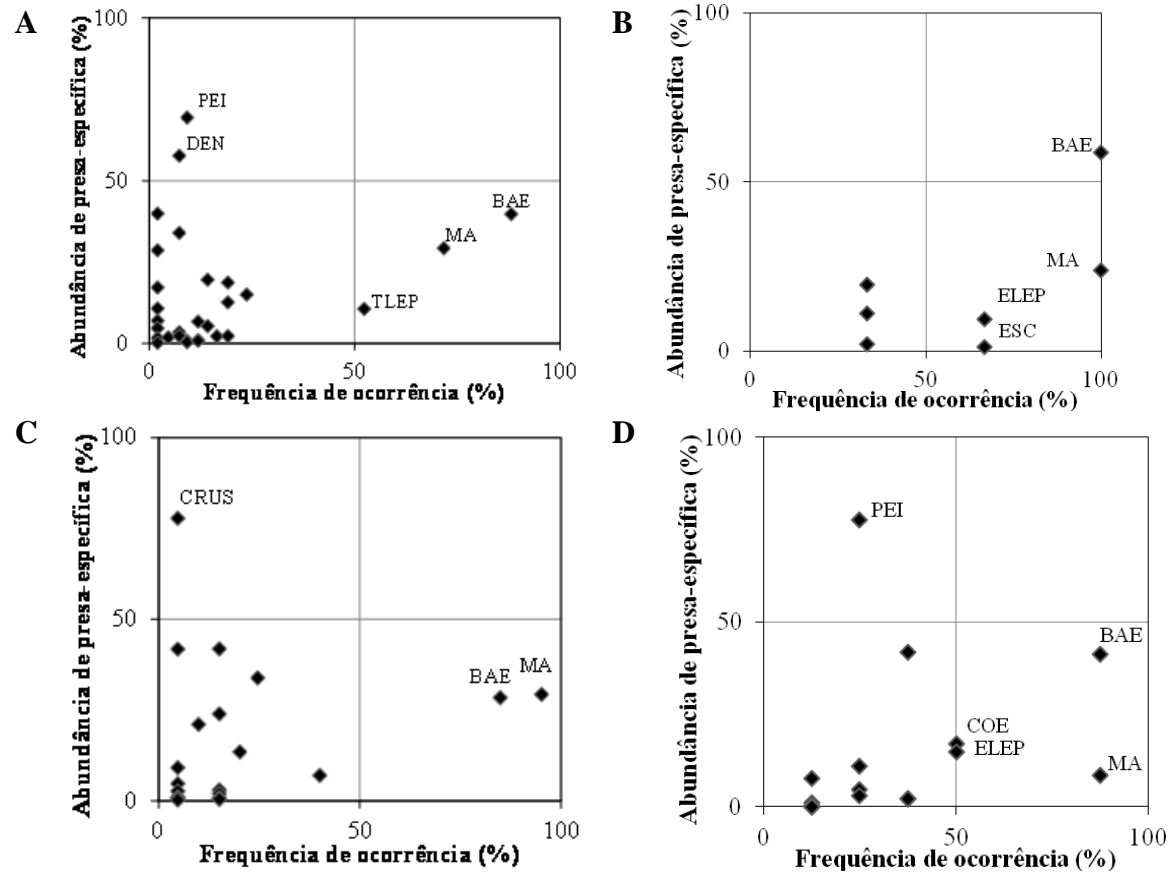 A
Abundância de presa-específica (%)
100
50
0
PEI
DEN
BAE
MA
TLEP
0
50
100
Frequência de ocorrência (%)
B
Abundância de presa-específica (%)
100
50
0
BAE
MA
ELEP
ESC
0
50
100
Frequência de ocorrência (%)
C
Abundância de presa-específica (%)
100
50
0
CRUS
BAE
MA
0
50
100
Frequência de ocorrência (%)
D
Abundância de presa-específica (%)
100
50
0
PEI
BAE
COE
ELEP
MA
0
50
100
Frequência de ocorrência (%)